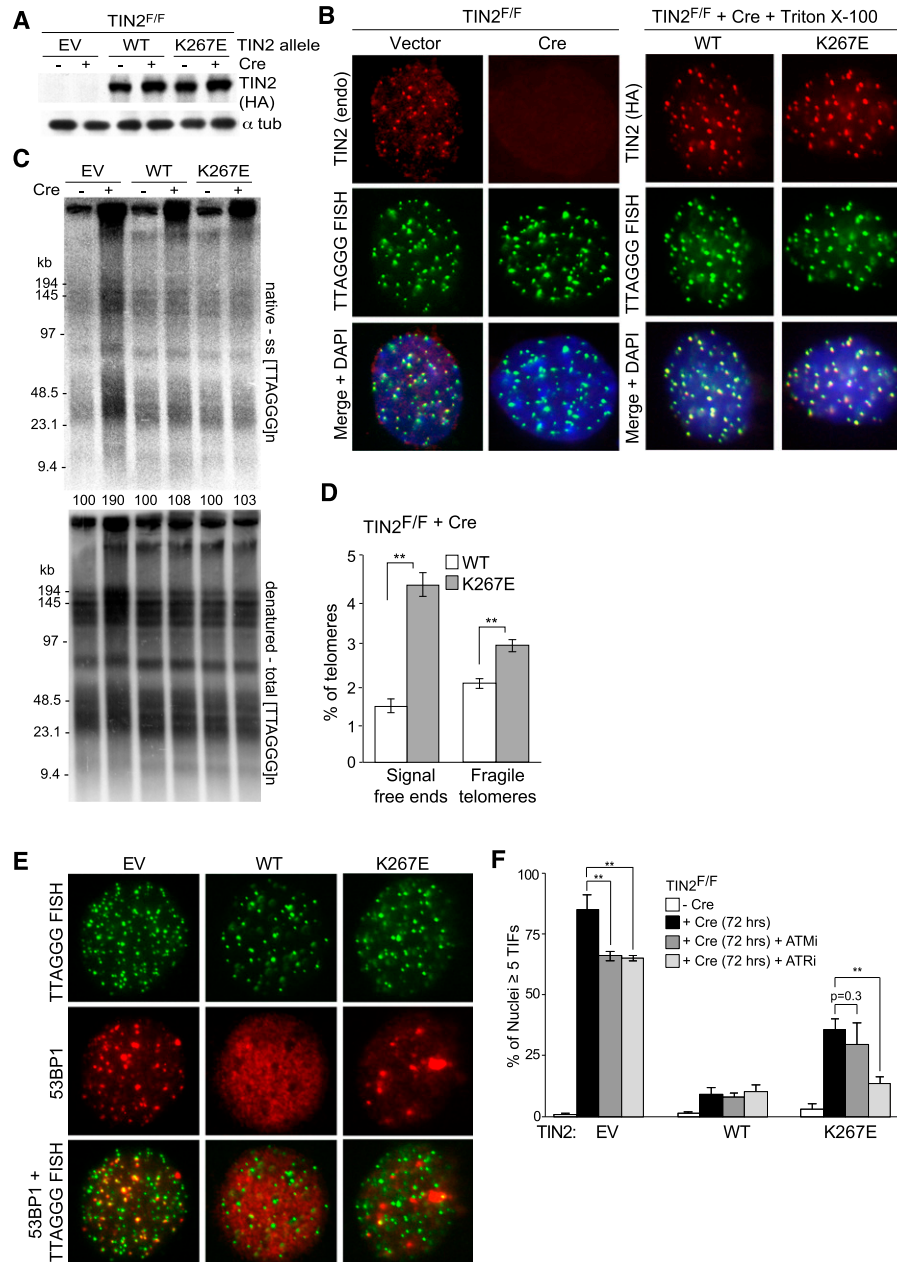 A
TIN2F/F
EV WT K267E TIN2 allele
- + - + - + Cre
TIN2
(HA)
α tub
B
TIN2F/F
Vector Cre
TIN2 (endo)
TTAGGG FISH
Merge + DAPI
TIN2F/F + Cre + Triton X-100
WT K267E
TIN2 (HA)
TTAGGG FISH
Merge + DAPI
C
EV WT K267E
Cre - + - + - +
kb
194 -
145 -
97 -
48.5 -
23.1 -
9.4 -
native - ss [TTAGGG]n
100 190 100 108 100 103
kb
194 -
145 -
97 -
48.5 -
23.1 -
9.4 -
denatured - total [TTAGGG]n
D
TIN2F/F + Cre
% of telomeres
5
4
3
2
1
0
**
**
WT
K267E
Signal
free ends
Fragile
telomeres
E
EV WT K267E
TTAGGG FISH
53BP1
53BP1 +
TTAGGG FISH
F
% of Nuclei ≥ 5 TIFs
100
75
50
25
0
**
**
TIN2F/F
- Cre
+ Cre (72 hrs)
+ Cre (72 hrs) + ATMi
+ Cre (72 hrs) + ATRi
**
p=0.3
TIN2: EV WT K267E